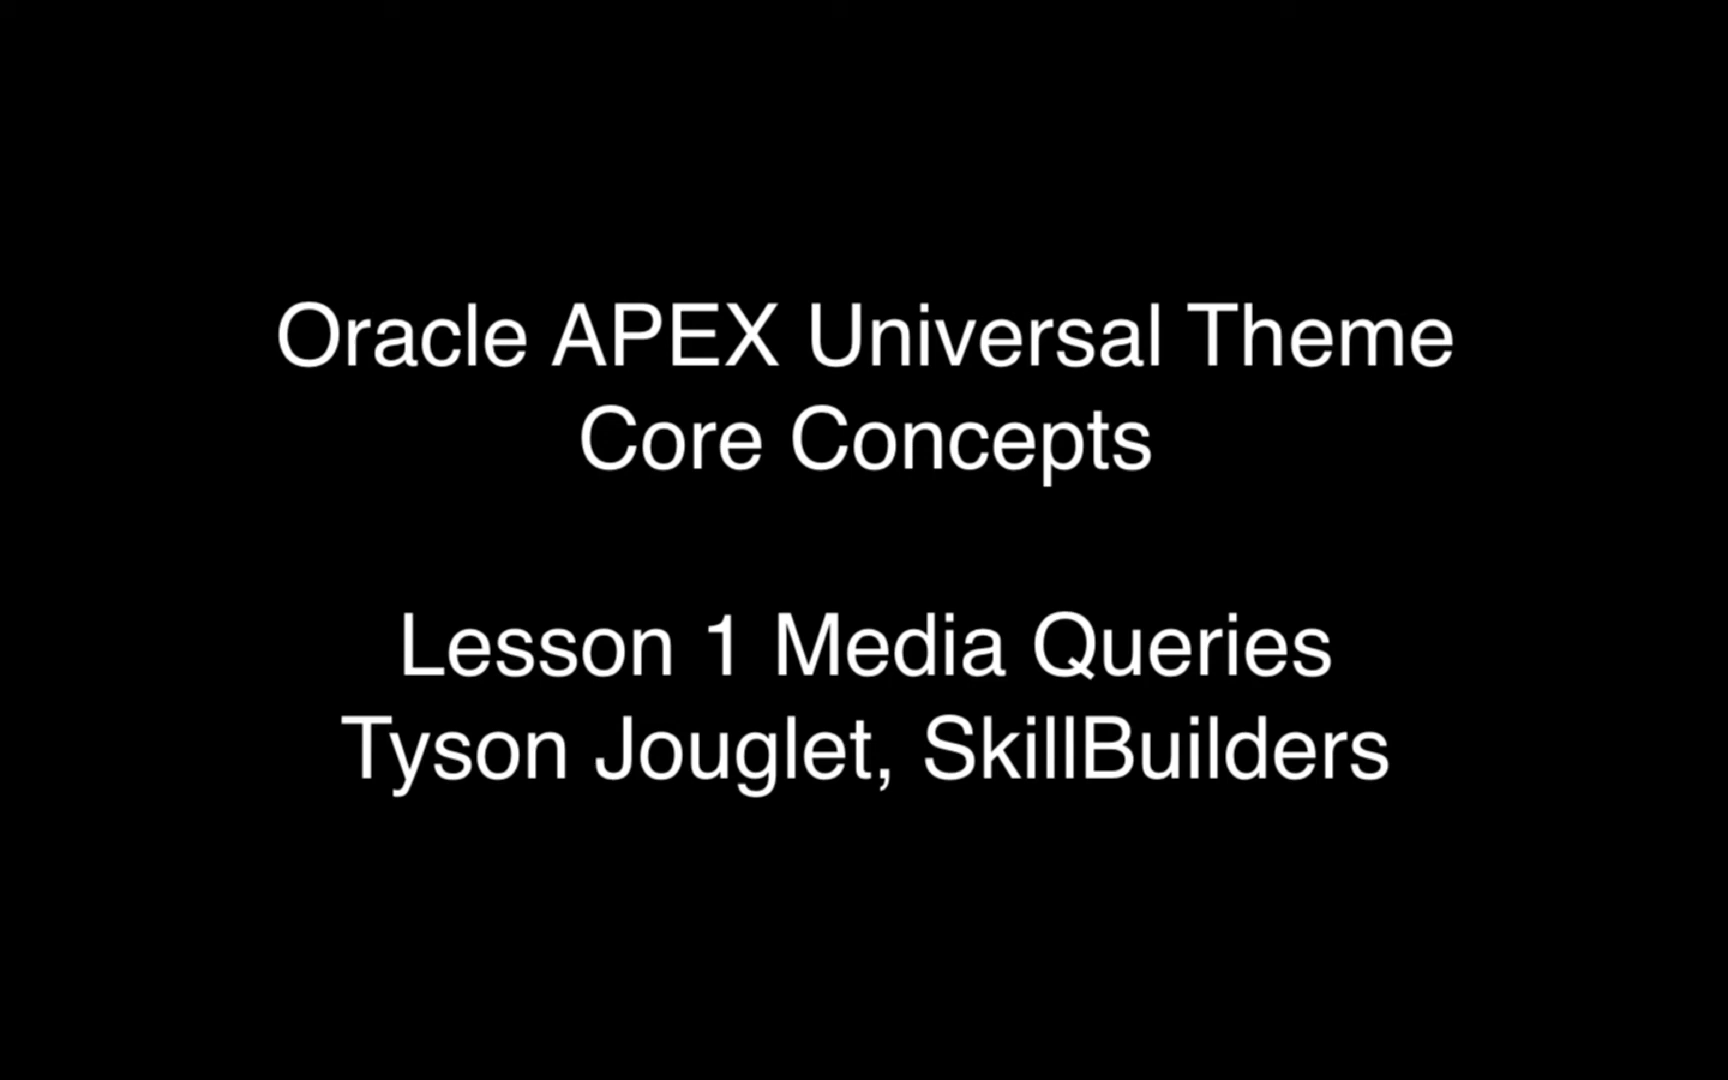 Oracle APEX Universal Theme
Core Concepts
Lesson 1 Media Queries
Tyson Jouglet, SkillBuilders